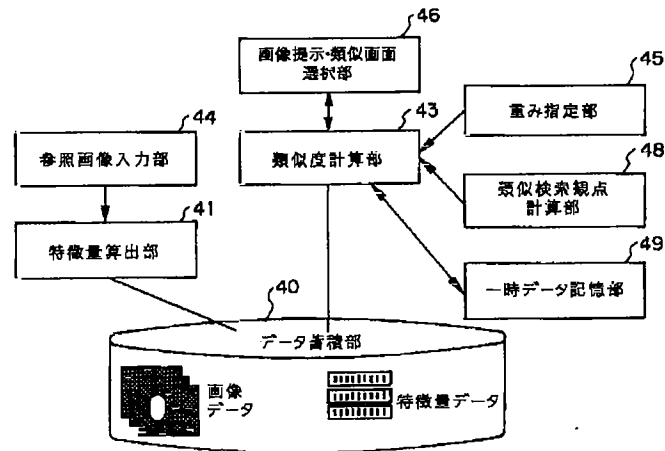 46
画像提示・類似画面
選択部
45
重み指定部
44
参照画像入力部
43
類似度計算部
48
類似検索観点
計算部
41
特徴量算出部
49
一時データ記憶部
40
データ蓄積部
画像
データ
特徴量データ